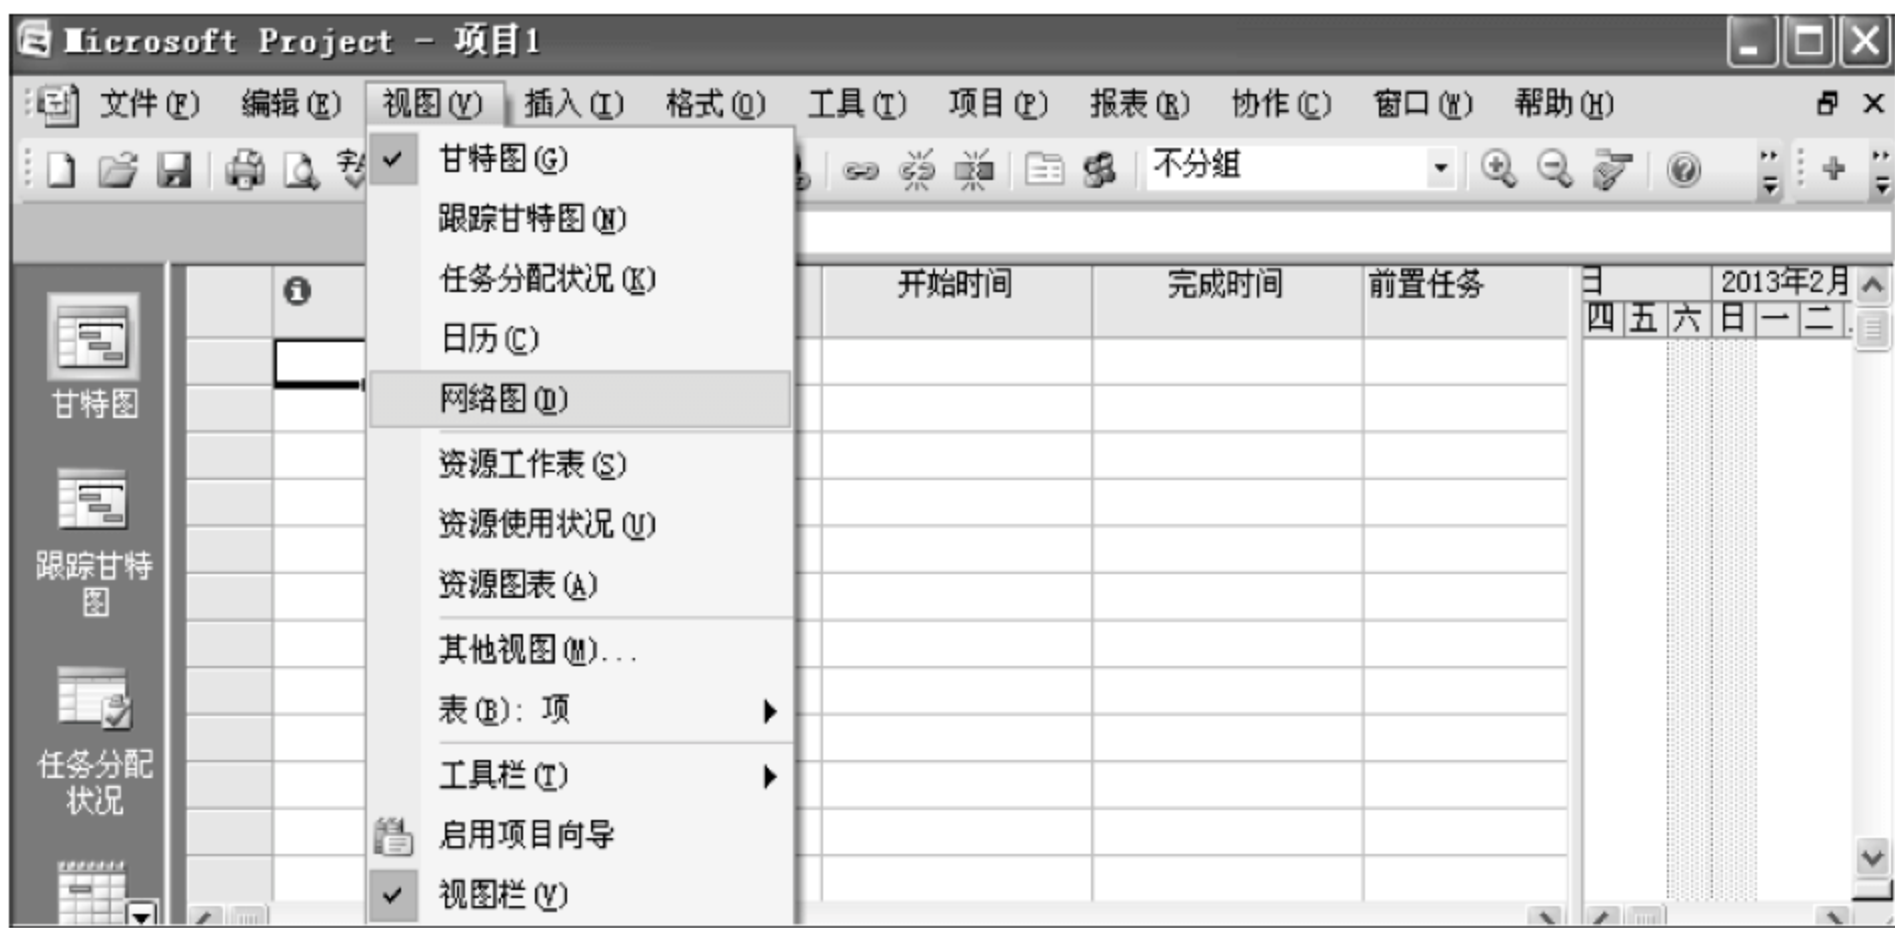 Microsoft Project - 项目1
文件(F) 编辑(E) 视图(V) 插入(I) 格式(O) 工具(T) 项目(P) 报表(R) 协作(C) 窗口(W) 帮助(H)
不分组
甘特图(G)
跟踪甘特图(N)
任务分配状况(K)
日历(C)
网络图(D)
资源工作表(S)
资源使用状况(U)
资源图表(A)
其他视图(M)...
表(B): 项
工具栏(T)
启用项目向导
视图栏(V)
开始时间 完成时间 前置任务
日 2013年2月
四 五 六 日 一 二
甘特图
跟踪甘特
图
任务分配
状况